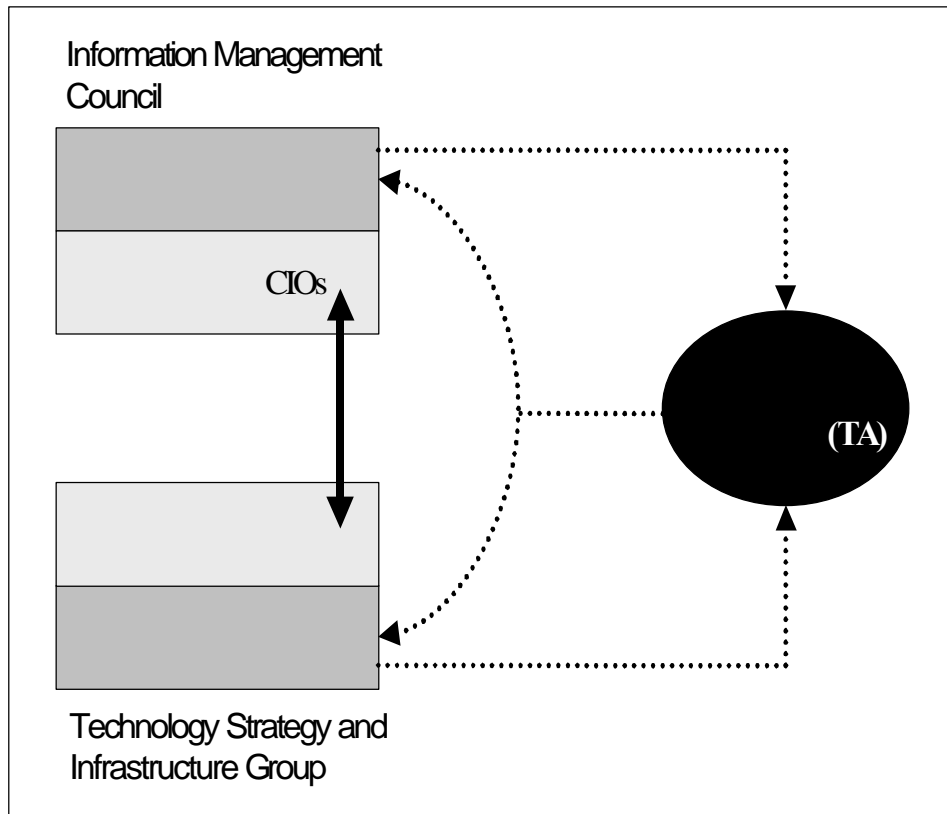 Information Management
Council
CIOs
(TA)
Technology Strategy and
Infrastructure Group